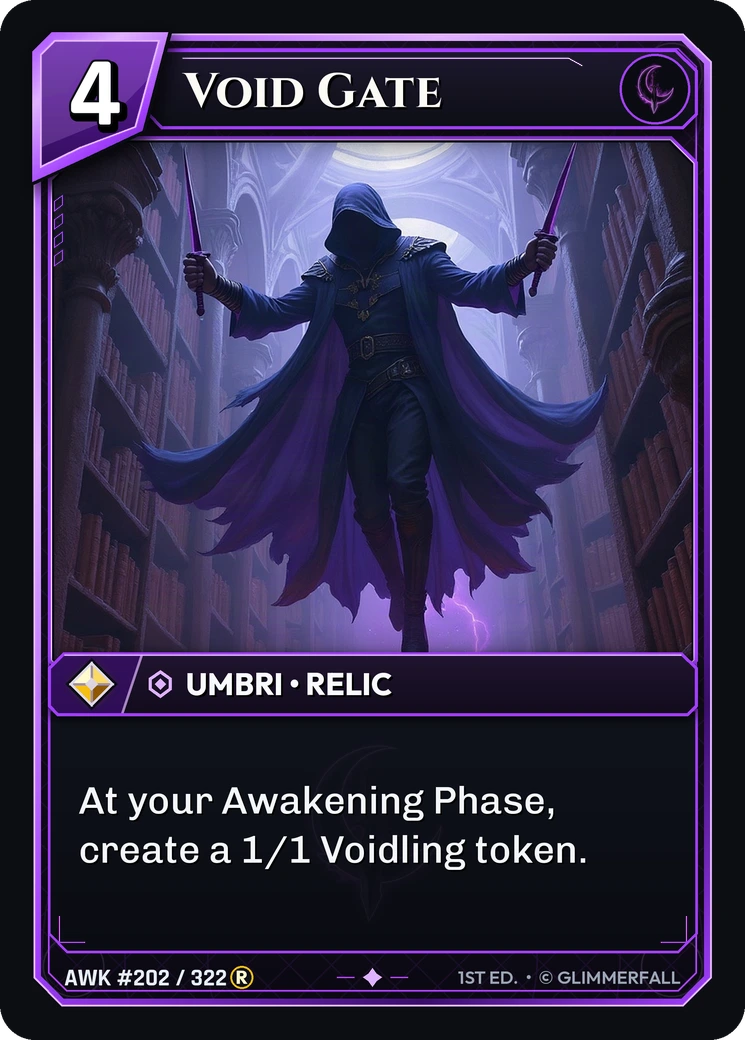 4
VOID GATE
UMBRI • RELIC
At your Awakening Phase,
create a 1/1 Voidling token.
AWK #202 / 322 R
1ST ED. • © GLIMMERFALL